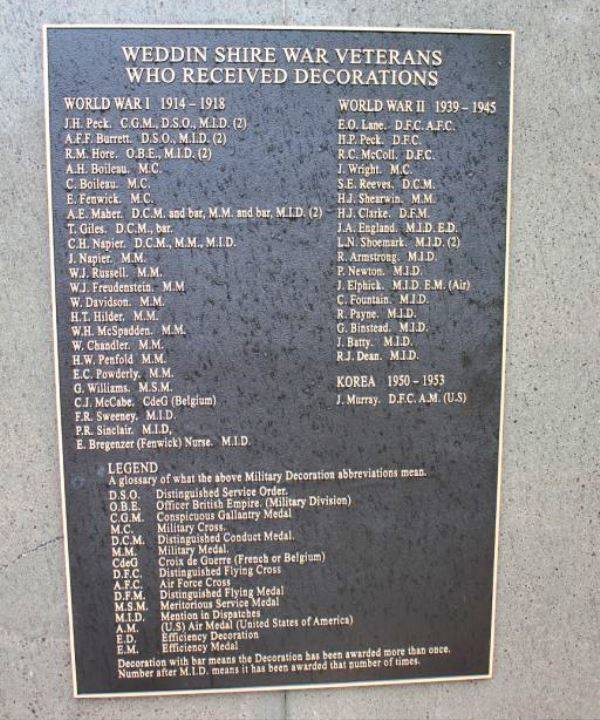 WEDDIN SHIRE WAR VETERANS
WHO RECEIVED DECORATIONS
WORLD WAR I 1914 – 1918
J.H. Peck. C.G.M., D.S.O., M.I.D. (2)
A.F.F. Burrett. D.S.O., M.I.D. (2)
R.M. Hore. O.B.E., M.I.D. (2)
A.H. Boileau. M.C.
C. Boileau. M.C.
E. Fenwick. M.C.
A.E. Maher. D.C.M. and bar, M.M. and bar, M.I.D. (2)
T. Giles. D.C.M., bar.
C.H. Napier. D.C.M., M.M., M.I.D.
J. Napier. M.M.
W.J. Russell. M.M.
W.J. Freudenstein. M.M
W. Davidson. M.M.
H.T. Hilder. M.M.
W.H. McSpadden. M.M.
W. Chandler. M.M.
H.W. Penfold M.M.
E.C. Powderly. M.M.
G. Williams. M.S.M.
C.J. McCabe. CdeG (Belgium)
F.R. Sweeney. M.I.D.
P.R. Sinclair. M.I.D,
E. Bregenzer (Fenwick) Nurse. M.I.D.
WORLD WAR II 1939 – 1945
E.O. Lane. D.F.C. A.F.C.
H.P. Peck. D.F.C.
R.C. McColl. D.F.C.
J. Wright. M.C.
S.E. Reeves. D.C.M.
H.J. Shearwin. M.M.
H.J. Clarke. D.F.M.
J.A. England. M.I.D. E.D.
L.N. Shoemark. M.I.D. (2)
R. Armstrong. M.I.D.
P. Newton. M.I.D.
J. Elphick. M.I.D. E.M. (Air)
C. Fountain. M.I.D.
R. Payne. M.I.D.
G. Binstead. M.I.D.
J. Batty. M.I.D.
R.J. Dean. M.I.D.
KOREA 1950 – 1953
J. Murray. D.F.C. A.M. (U.S)
LEGEND
A glossary of what the above Military Decoration abbreviations mean.
D.S.O. Distinguished Service Order.
O.B.E. Officer British Empire. (Military Division)
C.G.M. Conspicuous Gallantry Medal
M.C. Military Cross.
D.C.M. Distinguished Conduct Medal.
M.M. Military Medal.
CdeG Croix de Guerre (French or Belgium)
D.F.C. Distinguished Flying Cross
A.F.C. Air Force Cross
D.F.M. Distinguished Flying Medal
M.S.M. Meritorious Service Medal
M.I.D. Mention in Dispatches
A.M. (U.S) Air Medal (United States of America)
E.D. Efficiency Decoration
E.M. Efficiency Medal
Decoration with bar means the Decoration has been awarded more than once.
Number after M.I.D. means it has been awarded that number of times.